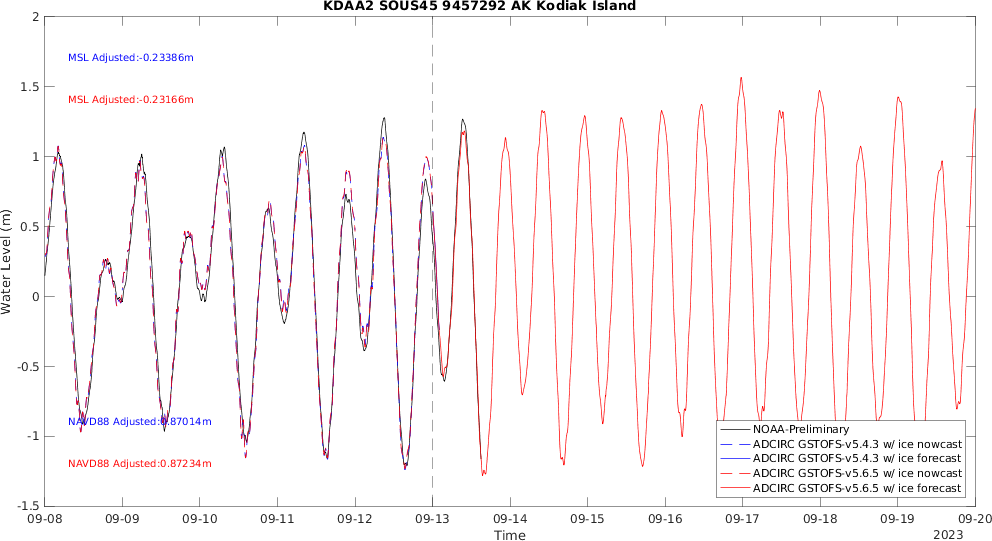 KDAA2 SOUS45 9457292 AK Kodiak Island
2
1.5
1
0.5
0
-0.5
-1
-1.5
Water Level (m)
MSL Adjusted:-0.23386m
MSL Adjusted:-0.23166m
NAVD88 Adjusted:0.87014m
NAVD88 Adjusted:0.87234m
NOAA-Preliminary
ADCIRC GSTOFS-v5.4.3 w/ ice nowcast
ADCIRC GSTOFS-v5.4.3 w/ ice forecast
ADCIRC GSTOFS-v5.6.5 w/ ice nowcast
ADCIRC GSTOFS-v5.6.5 w/ ice forecast
09-08 09-09 09-10 09-11 09-12 09-13 09-14 09-15 09-16 09-17 09-18 09-19 09-20
Time
2023